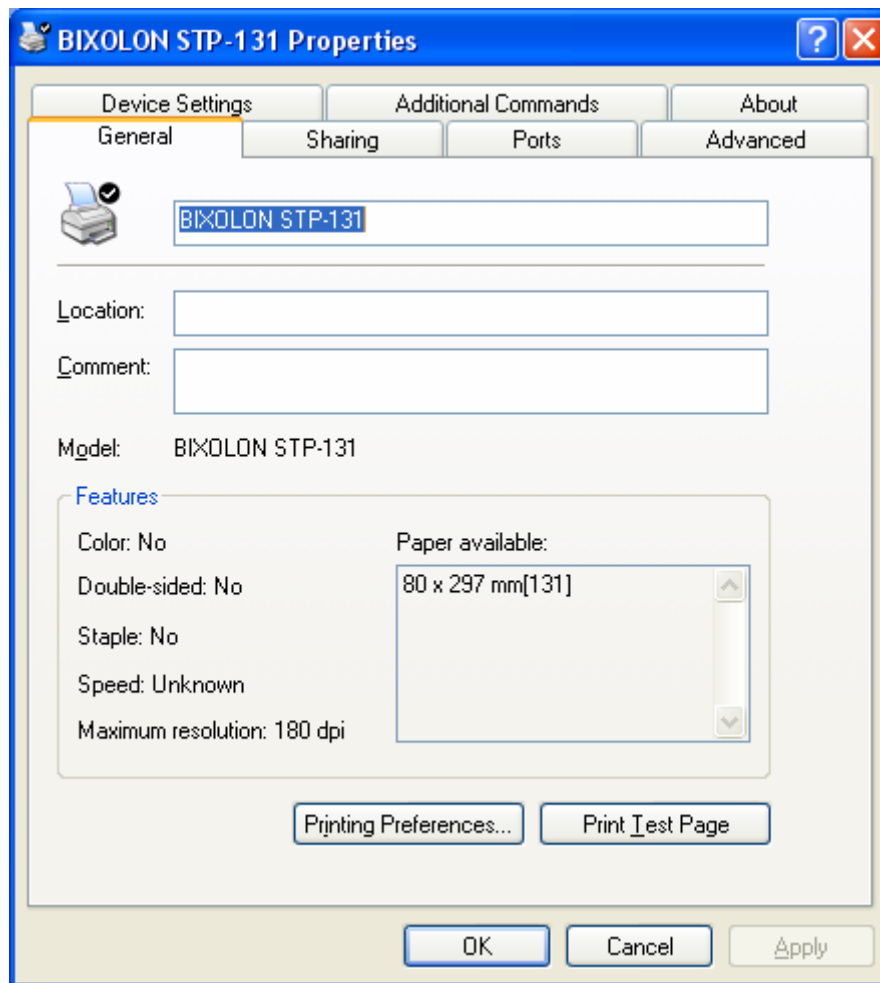 BIXOLON STP-131 Properties
Device Settings
Additional Commands
About
General
Sharing
Ports
Advanced
BIXOLON STP-131
Location:
Comment:
Model: BIXOLON STP-131
Features
Color: No
Double-sided: No
Staple: No
Speed: Unknown
Maximum resolution: 180 dpi
Paper available:
80 x 297 mm[131]
Printing Preferences...
Print Test Page
OK
Cancel
Apply